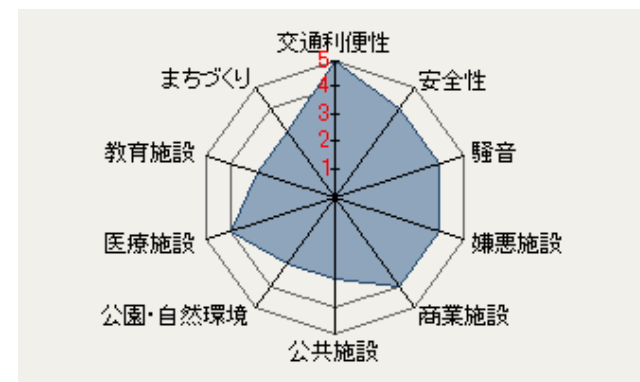 交通利便性
まちづくり
安全性
教育施設
騒音
医療施設
嫌悪施設
公園・自然環境
商業施設
公共施設
5
4
3
2
1